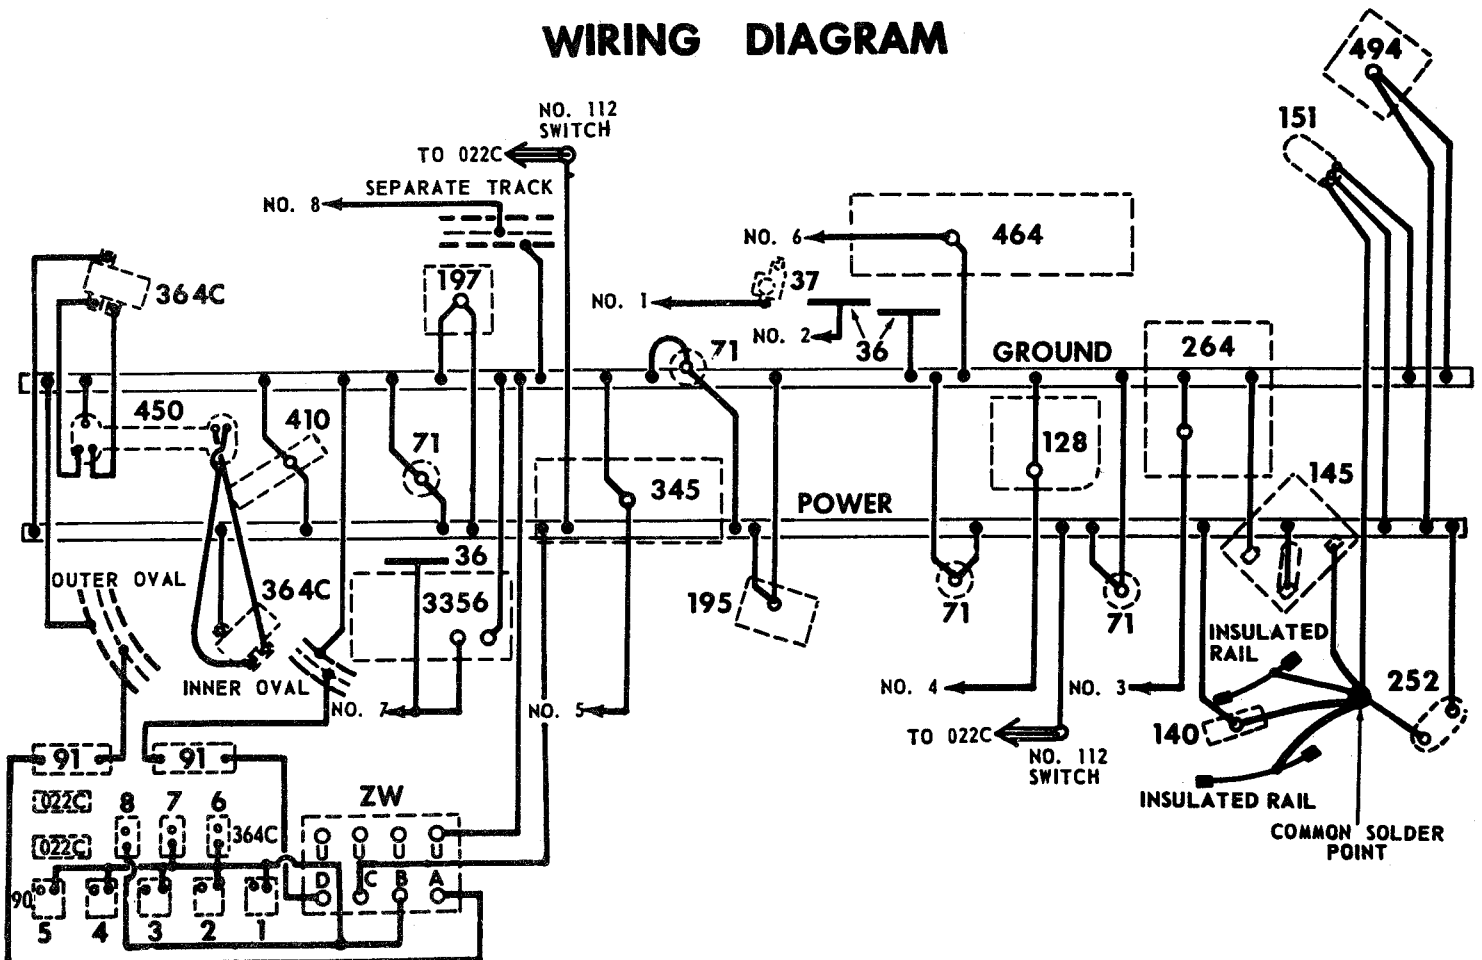 WIRING DIAGRAM
494
NO. 112
SWITCH
151
TO 022C
SEPARATE TRACK
NO. 8
NO. 6
464
197
37
364C
NO. 1
NO. 2
36
71
GROUND
264
450
410
71
128
145
345
POWER
36
OUTER OVAL
364C
3356
195
71
71
INSULATED
RAIL
INNER OVAL
NO. 7
NO. 5
NO. 4
NO. 3
252
TO 022C
140
NO. 112
SWITCH
91
91
ZW
INSULATED RAIL
022C
8 7 6
364C
COMMON SOLDER
POINT
022C
U U U U
D C B A
90
5 4 3 2 1